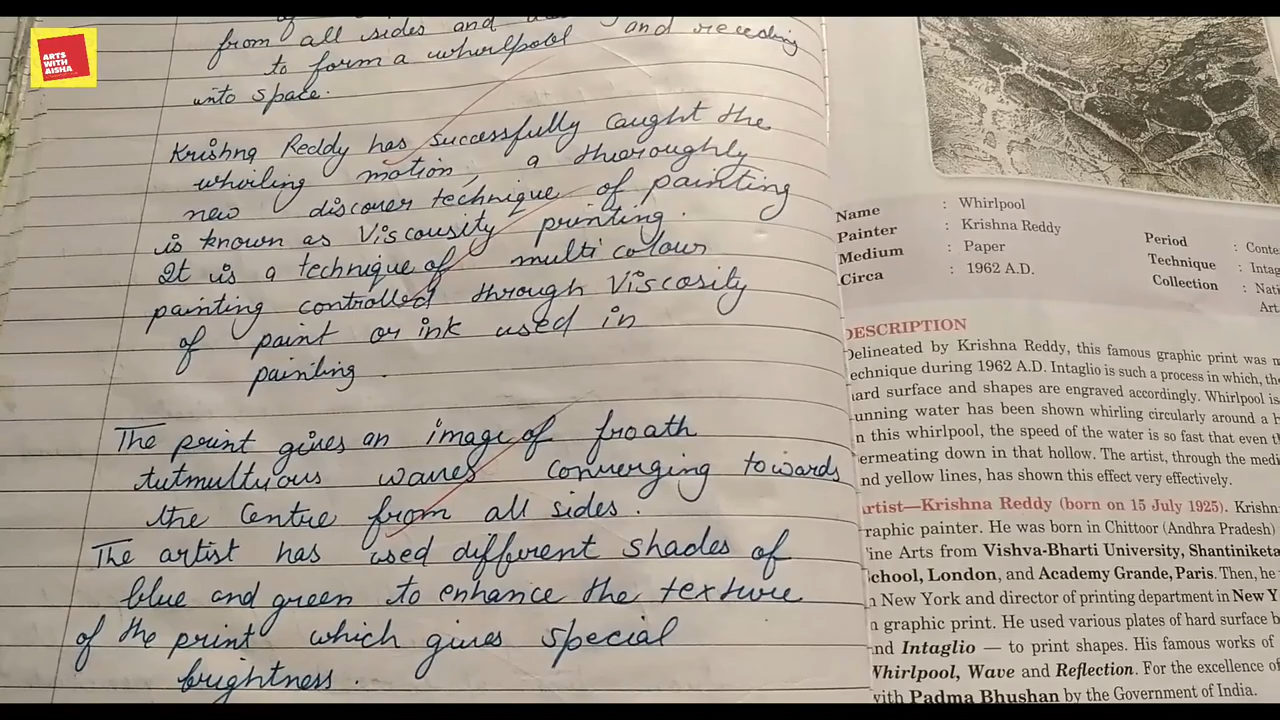 ARTS
WITH
AISHA
from all sides and
to form a whirlpool and receeding
into space.
Krishna Reddy has successfully caught the
whirling motion, a thoroughly
new discover technique of painting
is known as Viscousity printing.
It is a technique of multi colour
painting controlled through Viscosity
of paint or ink used in
painting.
The print gives an image of froath
tutmultuous waves converging towards
the Centre from all sides.
The artist has used different shades of
blue and green to enhance the texture
of the print which gives special
brightness.
Name : Whirlpool
Painter : Krishna Reddy
Medium : Paper
Circa : 1962 A.D.
Period : Conte
Technique : Intag
Collection : Nati
Art
DESCRIPTION
Delineated by Krishna Reddy, this famous graphic print was
echnique during 1962 A.D. Intaglio is such a process in which, the
hard surface and shapes are engraved accordingly. Whirlpool is
unning water has been shown whirling circularly around a h
n this whirlpool, the speed of the water is so fast that even t
ermeating down in that hollow. The artist, through the medi
nd yellow lines, has shown this effect very effectively.
rtist—Krishna Reddy (born on 15 July 1925). Krishn
raphic painter. He was born in Chittoor (Andhra Pradesh)
ine Arts from Vishva-Bharti University, Shantiniketa
chool, London, and Academy Grande, Paris. Then, he
n New York and director of printing department in New Y
n graphic print. He used various plates of hard surface b
nd Intaglio — to print shapes. His famous works of
Whirlpool, Wave and Reflection. For the excellence of
with Padma Bhushan by the Government of India.